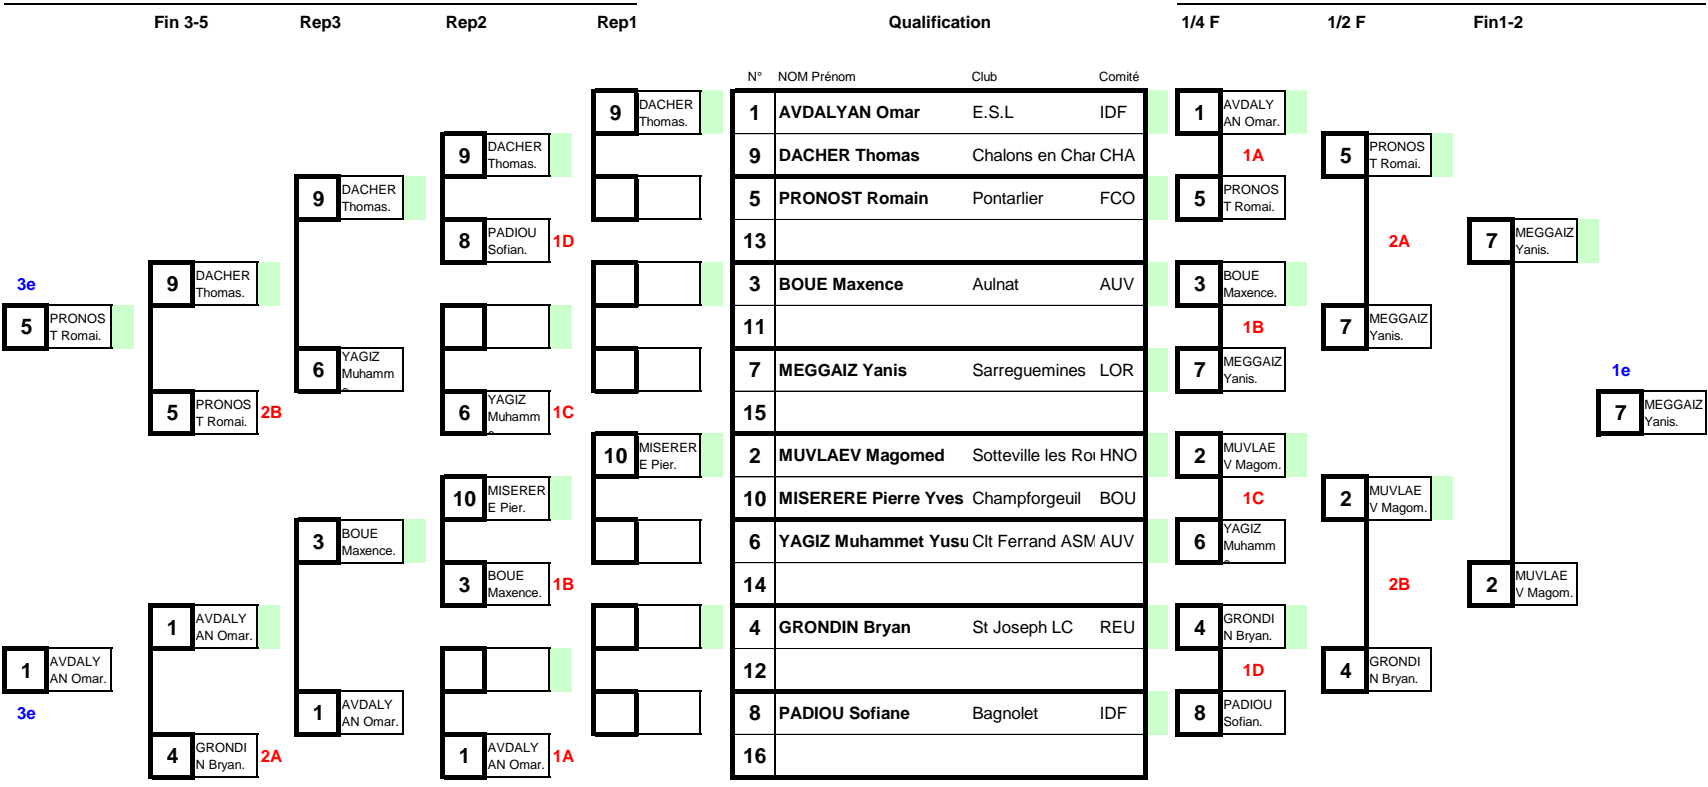 Fin 3-5 Rep3 Rep2 Rep1 Qualification 1/4 F 1/2 F Fin1-2
N° NOM Prénom Club Comité
9 DACHER Thomas. 1 AVDALYAN Omar E.S.L IDF 1 AVDALY AN Omar.
9 DACHER Thomas. 9 DACHER Thomas Chalons en Char CHA 1A 5 PRONOS T Romai.
9 DACHER Thomas. 5 PRONOST Romain Pontarlier FCO 5 PRONOS T Romai.
8 PADIOU Sofian. 1D 13 2A 7 MEGGAIZ Yanis.
3e 9 DACHER Thomas. 3 BOUE Maxence Aulnat AUV 3 BOUE Maxence.
5 PRONOS T Romai. 11 1B 7 MEGGAIZ Yanis.
6 YAGIZ Muhamm 7 MEGGAIZ Yanis Sarreguemines LOR 7 MEGGAIZ Yanis. 1e
5 PRONOS T Romai. 2B 6 YAGIZ Muhamm 1C 15 7 MEGGAIZ Yanis.
10 MISERER E Pier. 2 MUVLAEV Magomed Sotteville les Rou HNO 2 MUVLAE V Magom.
10 MISERER E Pier. 10 MISERERE Pierre Yves Champforgeuil BOU 1C 2 MUVLAE V Magom.
3 BOUE Maxence. 6 YAGIZ Muhammet Yusu Clt Ferrand ASM AUV 6 YAGIZ Muhamm
3 BOUE Maxence. 1B 14 2B 2 MUVLAE V Magom.
1 AVDALY AN Omar. 4 GRONDIN Bryan St Joseph LC REU 4 GRONDI N Bryan.
1 AVDALY AN Omar. 12 1D 4 GRONDI N Bryan.
3e 1 AVDALY AN Omar. 8 PADIOU Sofiane Bagnolet IDF 8 PADIOU Sofian.
4 GRONDI N Bryan. 2A 1 AVDALY AN Omar. 1A 16